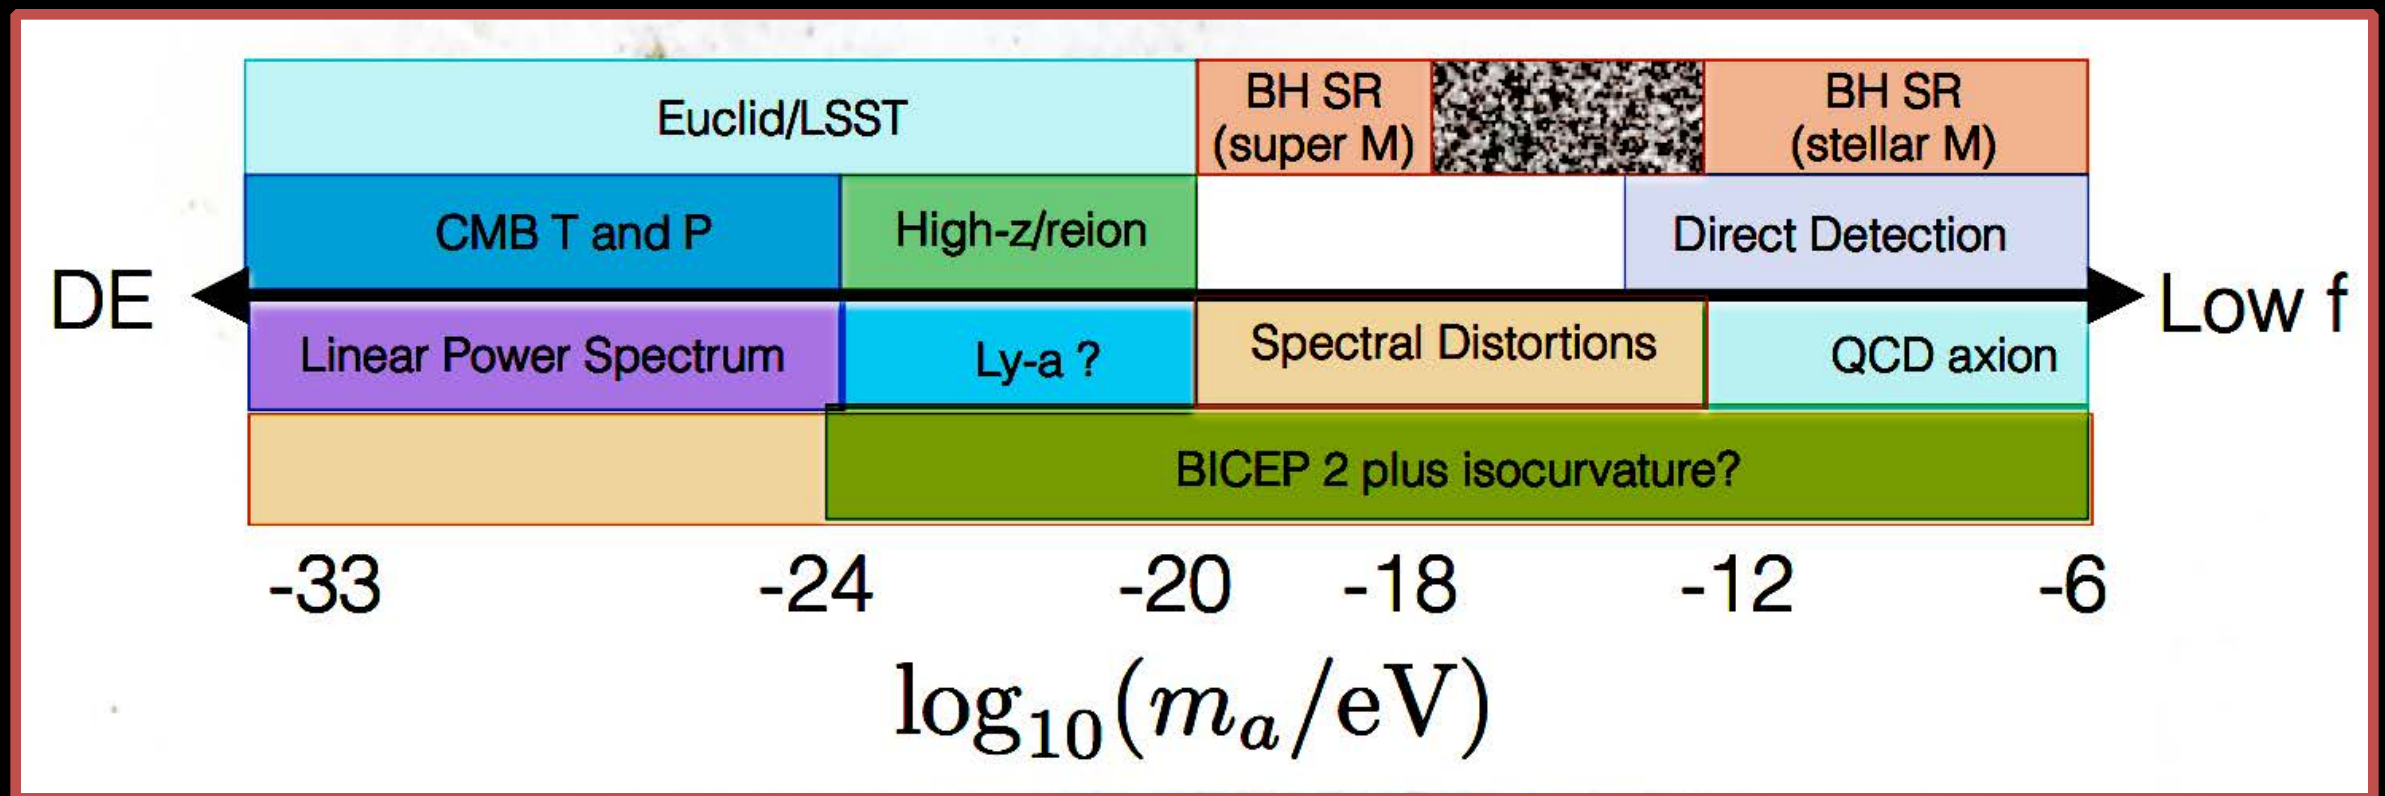 Euclid/LSST
BH SR
(super M)
BH SR
(stellar M)
CMB T and P
High-z/reion
Direct Detection
DE
Low f
Linear Power Spectrum
Ly-a ?
Spectral Distortions
QCD axion
BICEP 2 plus isocurvature?
-33 -24 -20 -18 -12 -6
log₁₀(mₐ/eV)